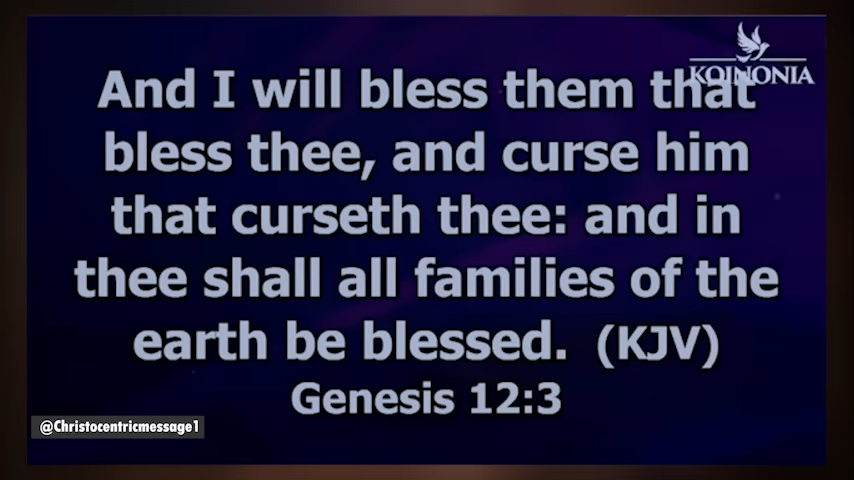 KOINONIA
And I will bless them that
bless thee, and curse him
that curseth thee: and in
thee shall all families of the
earth be blessed. (KJV)
Genesis 12:3
@Christocentricmessage1